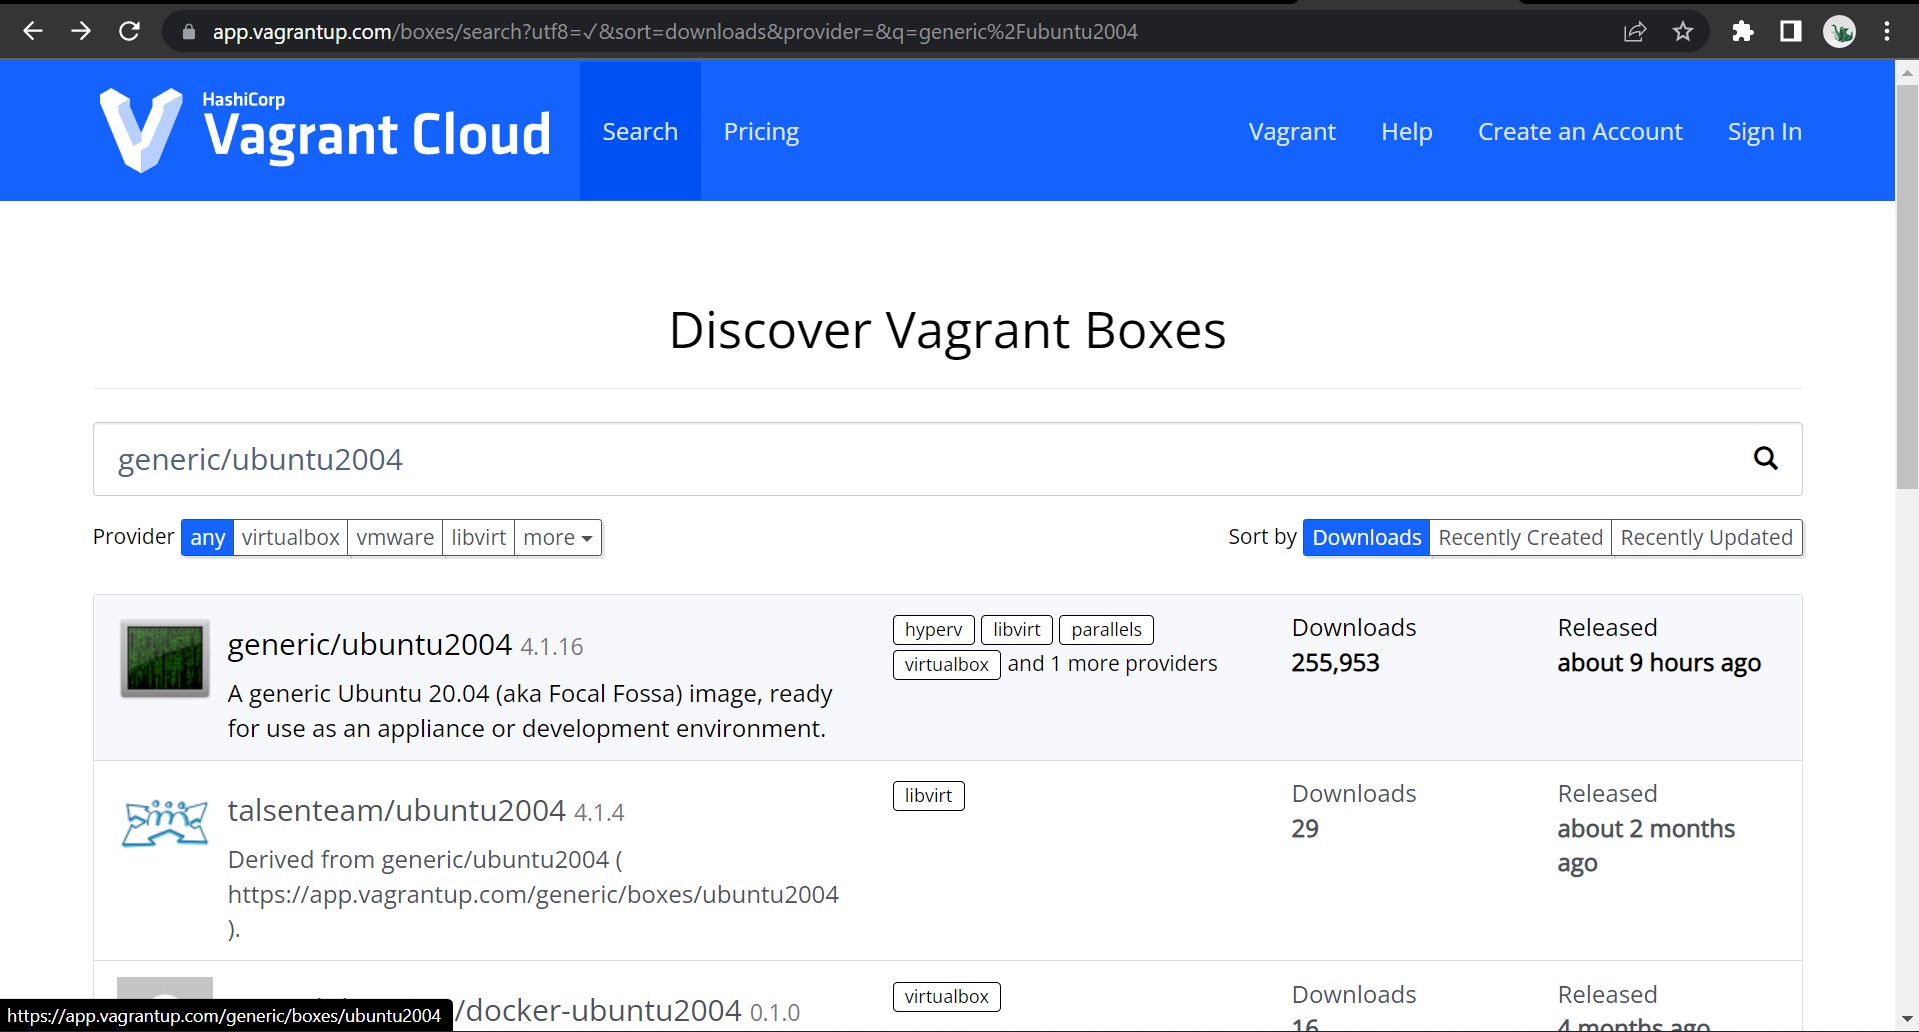 app.vagrantup.com/boxes/search?utf8=✓&sort=downloads&provider=&q=generic%2Fubuntu2004
HashiCorp
Vagrant Cloud
Search
Pricing
Vagrant
Help
Create an Account
Sign In
Discover Vagrant Boxes
generic/ubuntu2004
Provider any virtualbox vmware libvirt more
Sort by Downloads Recently Created Recently Updated
generic/ubuntu2004 4.1.16
A generic Ubuntu 20.04 (aka Focal Fossa) image, ready
for use as an appliance or development environment.
hyperv libvirt parallels
virtualbox and 1 more providers
Downloads
255,953
Released
about 9 hours ago
talsenteam/ubuntu2004 4.1.4
Derived from generic/ubuntu2004 (
https://app.vagrantup.com/generic/boxes/ubuntu2004
).
libvirt
Downloads
29
Released
about 2 months
ago
/docker-ubuntu2004 0.1.0
virtualbox
Downloads
16
Released
4 months ago
https://app.vagrantup.com/generic/boxes/ubuntu2004